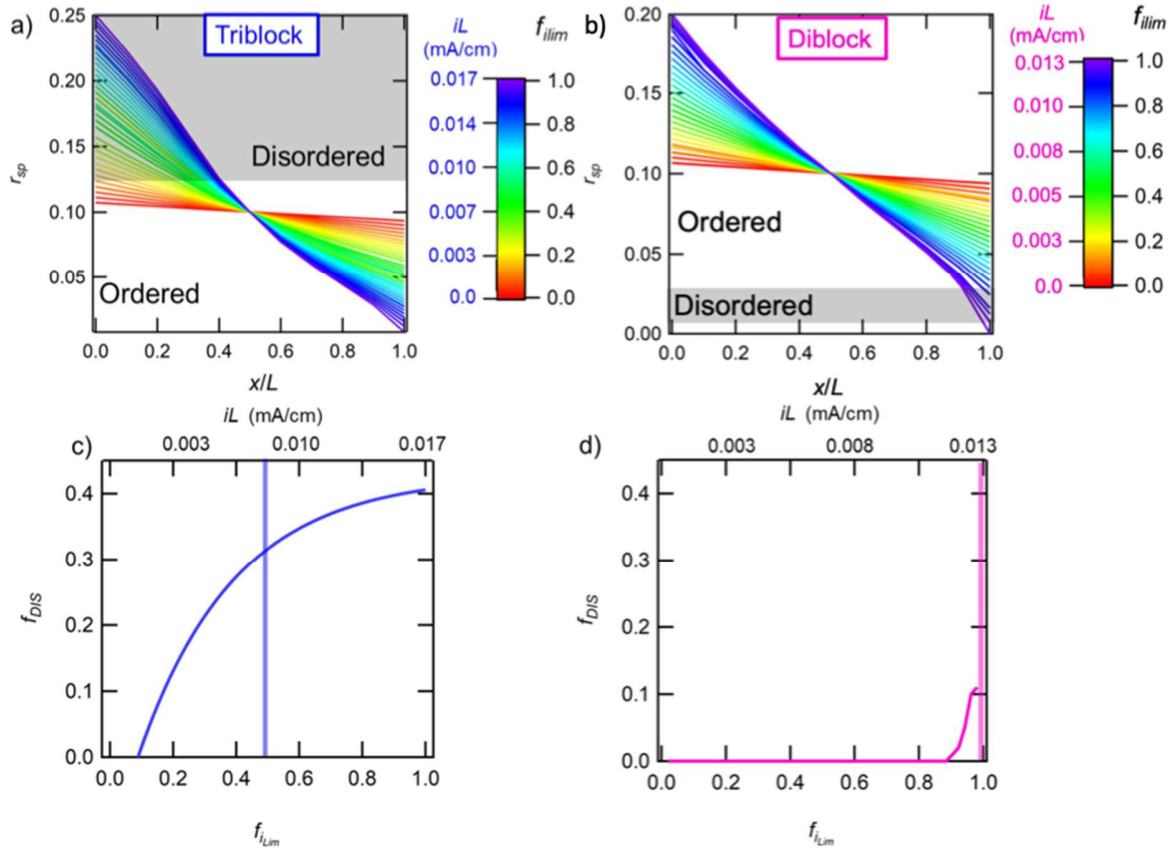 a)
Triblock
0.25
0.20
0.15
0.10
0.05
r_sp
Disordered
Ordered
0.0 0.2 0.4 0.6 0.8 1.0
x/L
iL
(mA/cm)
0.017
0.014
0.010
0.007
0.003
0.0
f_ilim
1.0
0.8
0.6
0.4
0.2
0.0
b)
Diblock
0.20
0.15
0.10
0.05
0.00
r_sp
Ordered
Disordered
0.0 0.2 0.4 0.6 0.8 1.0
x/L
iL
(mA/cm)
0.013
0.010
0.008
0.005
0.003
0.0
f_ilim
1.0
0.8
0.6
0.4
0.2
0.0
c)
iL (mA/cm)
0.003 0.010 0.017
0.4
0.3
0.2
0.1
0.0
f_DIS
0.0 0.2 0.4 0.6 0.8 1.0
f_iLim
d)
iL (mA/cm)
0.003 0.008 0.013
0.4
0.3
0.2
0.1
0.0
f_DIS
0.0 0.2 0.4 0.6 0.8 1.0
f_iLim